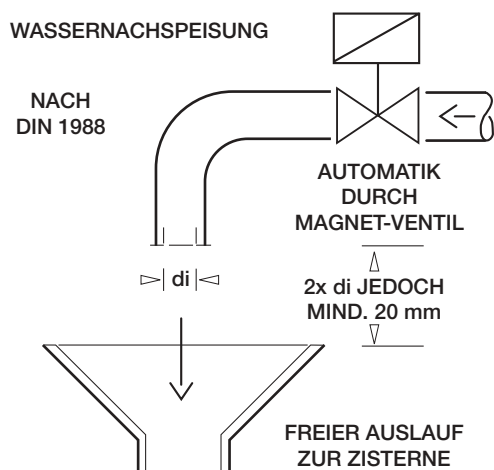 WASSERNACHSPEISUNG
NACH
DIN 1988
AUTOMATIK
DURCH
MAGNET-VENTIL
di
2x di JEDOCH
MIND. 20 mm
FREIER AUSLAUF
ZUR ZISTERNE